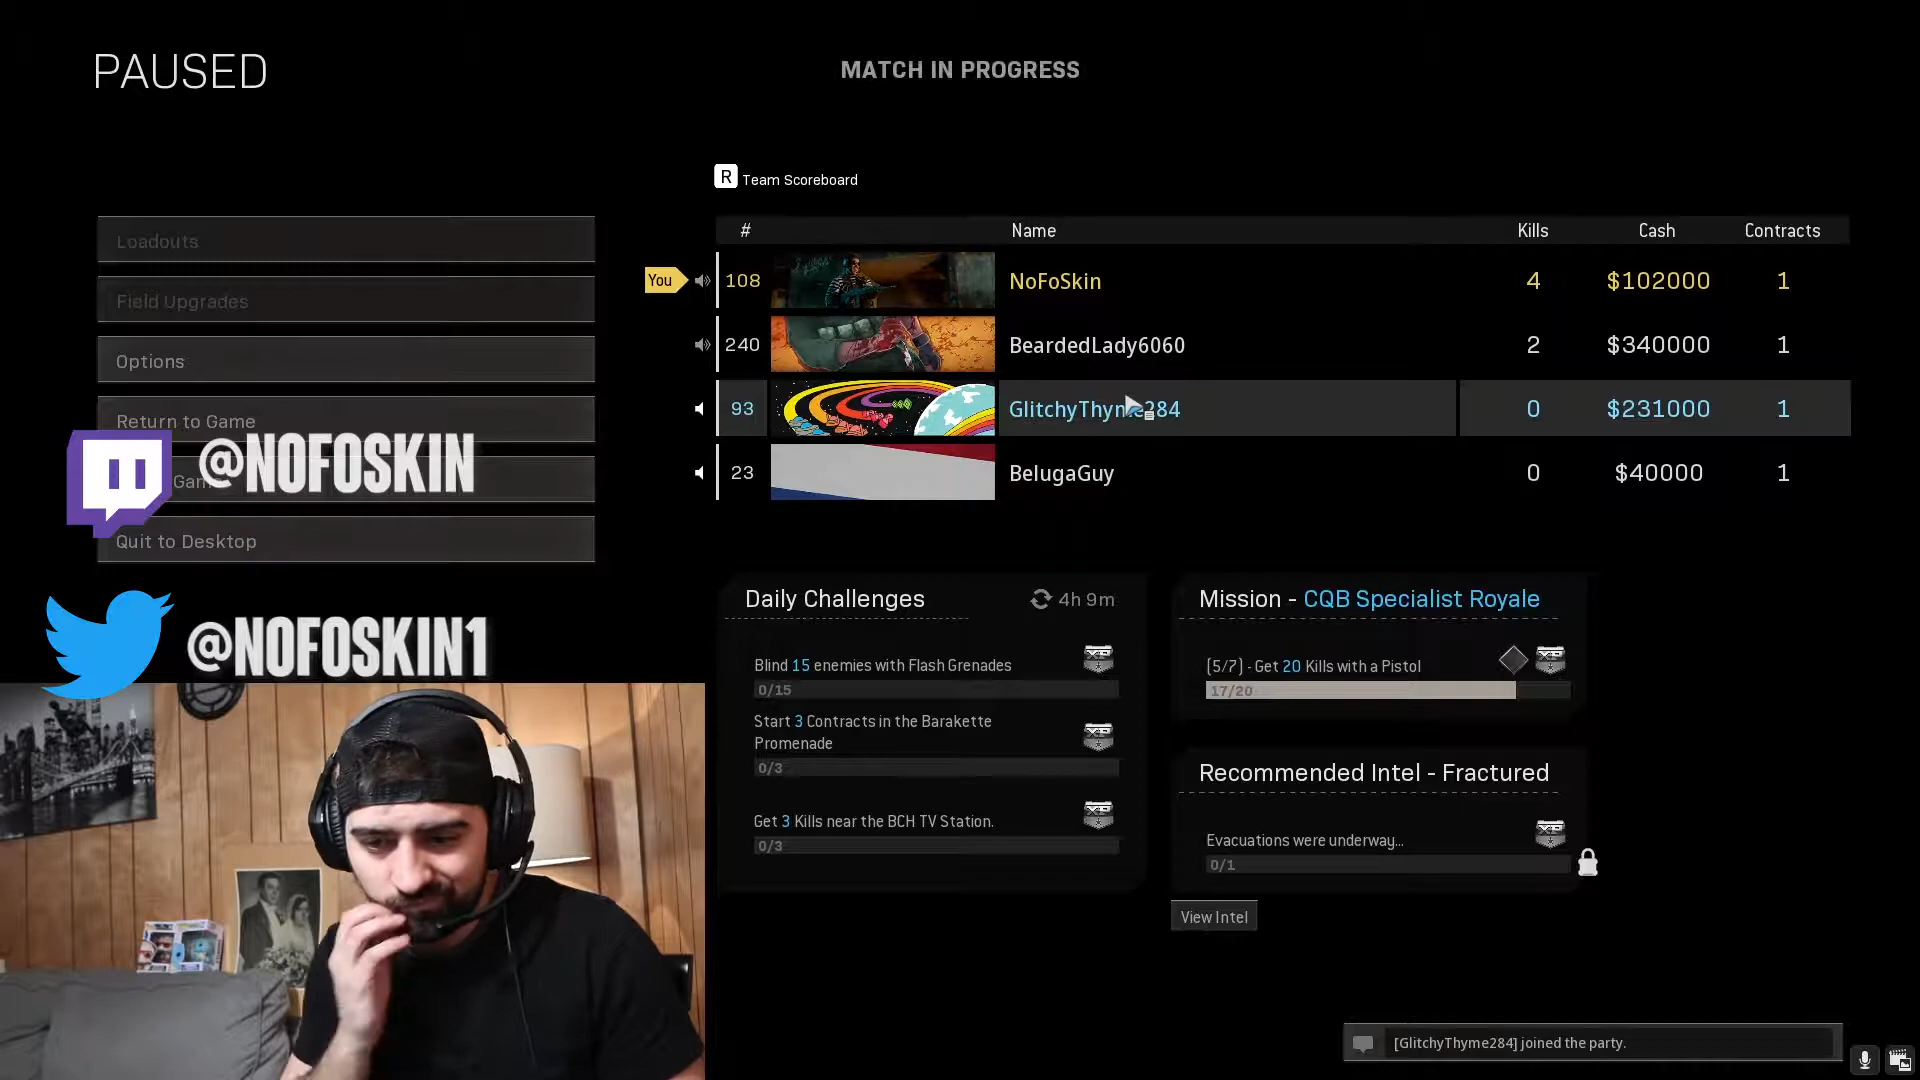 PAUSED
MATCH IN PROGRESS
R Team Scoreboard
# Name Kills Cash Contracts
You 108 NoFoSkin 4 $102000 1
240 BeardedLady6060 2 $340000 1
93 GlitchyThyme284 0 $231000 1
23 BelugaGuy 0 $40000 1
Loadouts
Field Upgrades
Options
Return to Game
@NOFOSKIN
Quit to Desktop
@NOFOSKIN1
Daily Challenges 4h 9m
Blind 15 enemies with Flash Grenades
0/15
Start 3 Contracts in the Barakette
Promenade
0/3
Get 3 Kills near the BCH TV Station.
0/3
Mission - CQB Specialist Royale
(5/7) - Get 20 Kills with a Pistol
17/20
Recommended Intel - Fractured
Evacuations were underway...
0/1
View Intel
[GlitchyThyme284] joined the party.